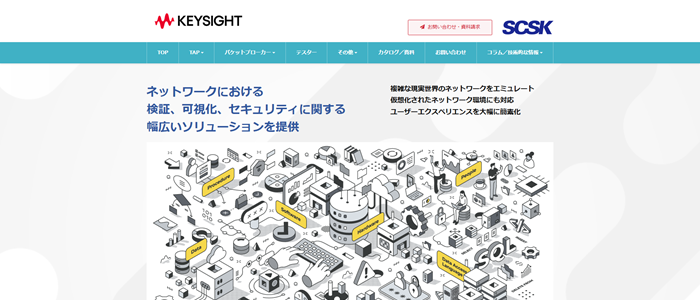 KEYSIGHT
お問い合わせ・資料請求
SCSK
TOP
TAP
パケットブローカー
テスター
その他
カタログ／資料
お問い合わせ
コラム／技術的な情報
ネットワークにおける
検証、可視化、セキュリティに関する
幅広いソリューションを提供
複雑な現実世界のネットワークをエミュレート
仮想化されたネットワーク環境にも対応
ユーザーエクスペリエンスを大幅に簡素化
Procedure
People
Software
Hardware
Data
Data Access
Language
SQL